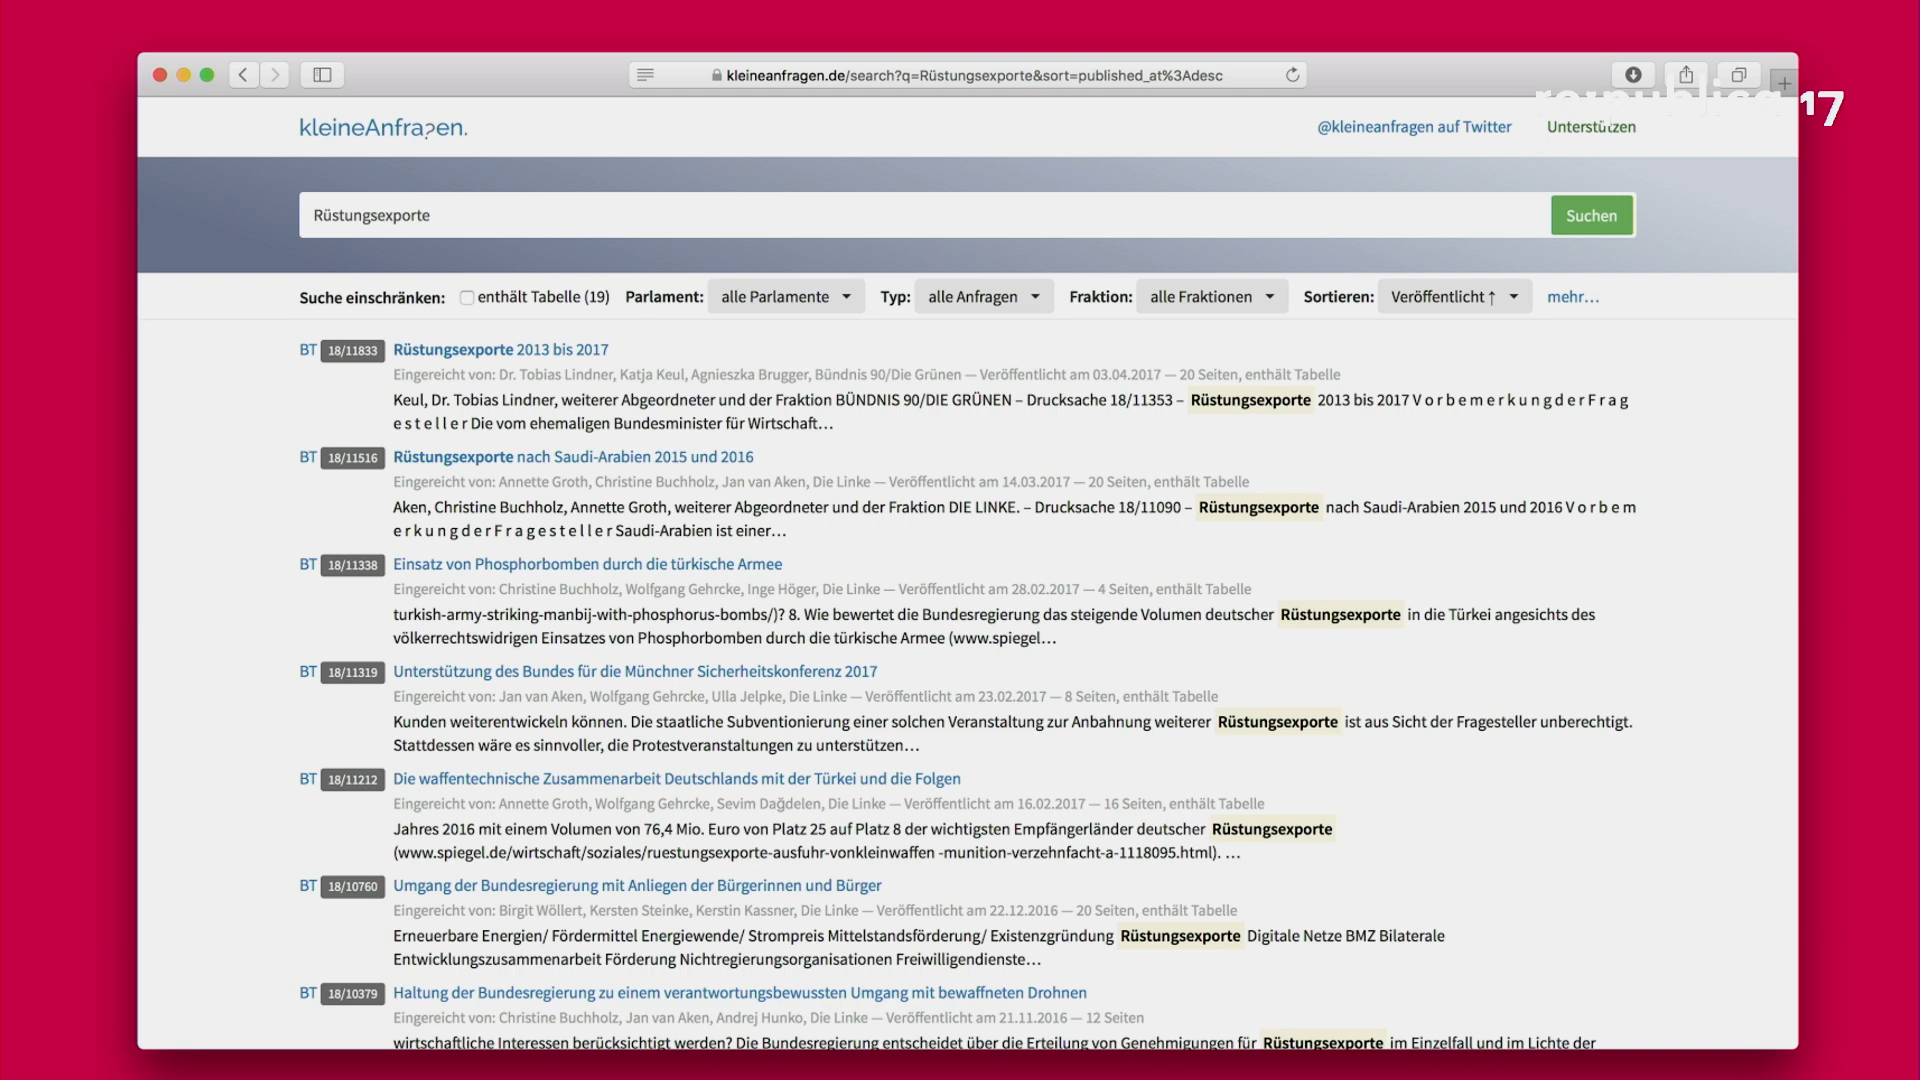 kleineanfragen.de/search?q=Rüstungsexporte&sort=published_at%3Adesc
re:publica 17
kleineAnfra?en.
@kleineanfragen auf Twitter
Unterstützen
Rüstungsexporte
Suchen
Suche einschränken: enthält Tabelle (19) Parlament: alle Parlamente Typ: alle Anfragen Fraktion: alle Fraktionen Sortieren: Veröffentlicht ↑ mehr…
BT 18/11833 Rüstungsexporte 2013 bis 2017
Eingereicht von: Dr. Tobias Lindner, Katja Keul, Agnieszka Brugger, Bündnis 90/Die Grünen — Veröffentlicht am 03.04.2017 — 20 Seiten, enthält Tabelle
Keul, Dr. Tobias Lindner, weiterer Abgeordneter und der Fraktion BÜNDNIS 90/DIE GRÜNEN – Drucksache 18/11353 – Rüstungsexporte 2013 bis 2017 V o r b e m e r k u n g d e r F r a g
e s t e l l e r Die vom ehemaligen Bundesminister für Wirtschaft…
BT 18/11516 Rüstungsexporte nach Saudi-Arabien 2015 und 2016
Eingereicht von: Annette Groth, Christine Buchholz, Jan van Aken, Die Linke — Veröffentlicht am 14.03.2017 — 20 Seiten, enthält Tabelle
Aken, Christine Buchholz, Annette Groth, weiterer Abgeordneter und der Fraktion DIE LINKE. – Drucksache 18/11090 – Rüstungsexporte nach Saudi-Arabien 2015 und 2016 V o r b e m
e r k u n g d e r F r a g e s t e l l e r Saudi-Arabien ist einer…
BT 18/11338 Einsatz von Phosphorbomben durch die türkische Armee
Eingereicht von: Christine Buchholz, Wolfgang Gehrcke, Inge Höger, Die Linke — Veröffentlicht am 28.02.2017 — 4 Seiten, enthält Tabelle
turkish-army-striking-manbij-with-phosphorus-bombs/)? 8. Wie bewertet die Bundesregierung das steigende Volumen deutscher Rüstungsexporte in die Türkei angesichts des
völkerrechtswidrigen Einsatzes von Phosphorbomben durch die türkische Armee (www.spiegel…
BT 18/11319 Unterstützung des Bundes für die Münchner Sicherheitskonferenz 2017
Eingereicht von: Jan van Aken, Wolfgang Gehrcke, Ulla Jelpke, Die Linke — Veröffentlicht am 23.02.2017 — 8 Seiten, enthält Tabelle
Kunden weiterentwickeln können. Die staatliche Subventionierung einer solchen Veranstaltung zur Anbahnung weiterer Rüstungsexporte ist aus Sicht der Fragesteller unberechtigt.
Stattdessen wäre es sinnvoller, die Protestveranstaltungen zu unterstützen…
BT 18/11212 Die waffentechnische Zusammenarbeit Deutschlands mit der Türkei und die Folgen
Eingereicht von: Annette Groth, Wolfgang Gehrcke, Sevim Dağdelen, Die Linke — Veröffentlicht am 16.02.2017 — 16 Seiten, enthält Tabelle
Jahres 2016 mit einem Volumen von 76,4 Mio. Euro von Platz 25 auf Platz 8 der wichtigsten Empfängerländer deutscher Rüstungsexporte
(www.spiegel.de/wirtschaft/soziales/ruestungsexporte-ausfuhr-vonkleinwaffen -munition-verzehnfacht-a-1118095.html). …
BT 18/10760 Umgang der Bundesregierung mit Anliegen der Bürgerinnen und Bürger
Eingereicht von: Birgit Wöllert, Kersten Steinke, Kerstin Kassner, Die Linke — Veröffentlicht am 22.12.2016 — 20 Seiten, enthält Tabelle
Erneuerbare Energien/ Fördermittel Energiewende/ Strompreis Mittelstandsförderung/ Existenzgründung Rüstungsexporte Digitale Netze BMZ Bilaterale
Entwicklungszusammenarbeit Förderung Nichtregierungsorganisationen Freiwilligendienste…
BT 18/10379 Haltung der Bundesregierung zu einem verantwortungsbewussten Umgang mit bewaffneten Drohnen
Eingereicht von: Christine Buchholz, Jan van Aken, Andrej Hunko, Die Linke — Veröffentlicht am 21.11.2016 — 12 Seiten
wirtschaftliche Interessen berücksichtigt werden? Die Bundesregierung entscheidet über die Erteilung von Genehmigungen für Rüstungsexporte im Einzelfall und im Lichte der